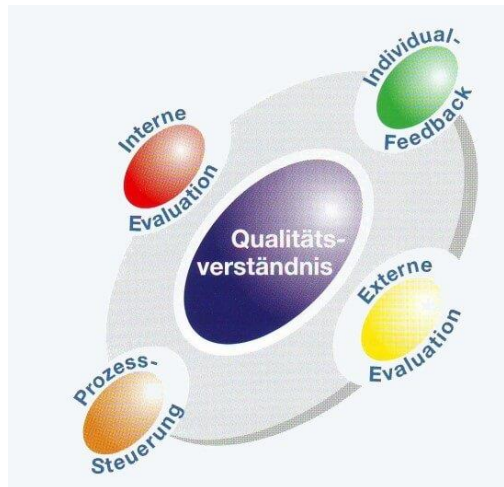 Individual-
Feedback
Interne
Evaluation
Qualitäts-
verständnis
Externe
Evaluation
Prozess-
Steuerung